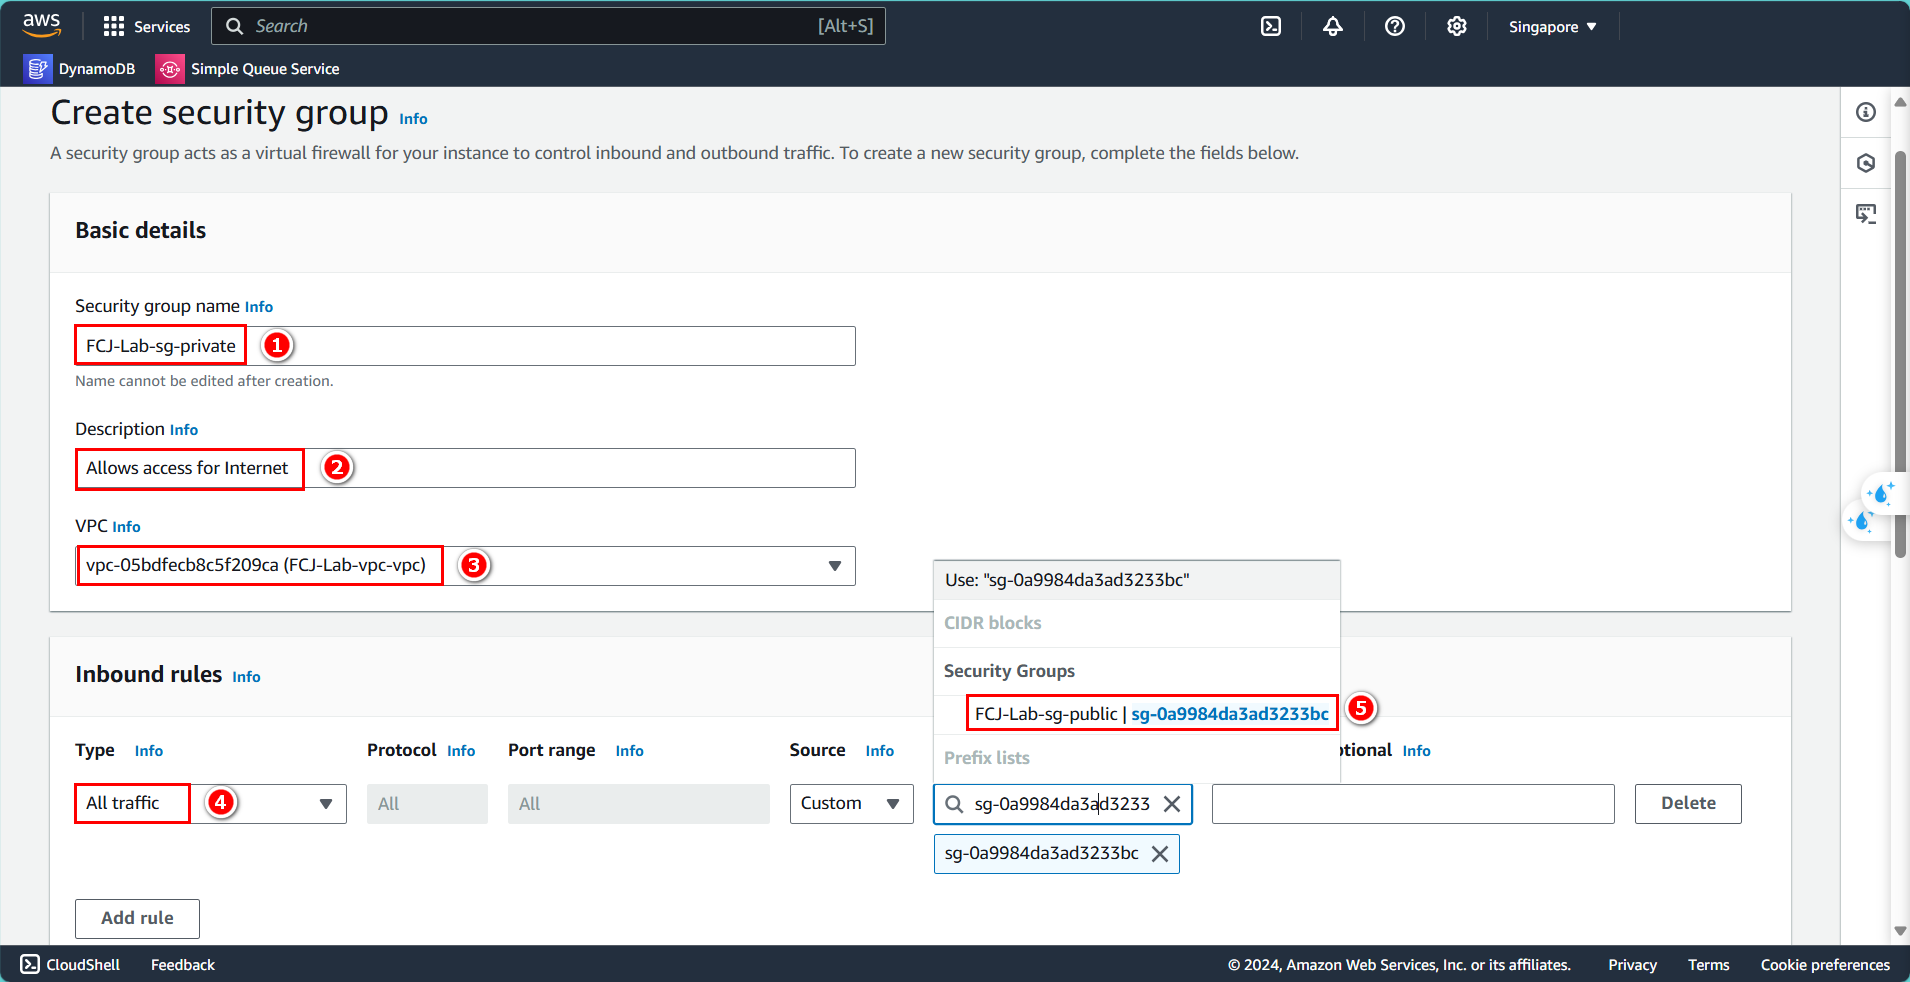 aws
Services
Search [Alt+S]
Singapore
DynamoDB
Simple Queue Service
Create security group Info
A security group acts as a virtual firewall for your instance to control inbound and outbound traffic. To create a new security group, complete the fields below.
Basic details
Security group name Info
FCJ-Lab-sg-private 1
Name cannot be edited after creation.
Description Info
Allows access for Internet 2
VPC Info
vpc-05bdfecb8c5f209ca (FCJ-Lab-vpc-vpc) 3
Use: "sg-0a9984da3ad3233bc"
CIDR blocks
Security Groups
FCJ-Lab-sg-public | sg-0a9984da3ad3233bc 5
Prefix lists
Inbound rules Info
Type Info
Protocol Info
Port range Info
Source Info
tional Info
All traffic 4
All
All
Custom
sg-0a9984da3ad3233
Delete
sg-0a9984da3ad3233bc
Add rule
CloudShell
Feedback
© 2024, Amazon Web Services, Inc. or its affiliates.
Privacy
Terms
Cookie preferences